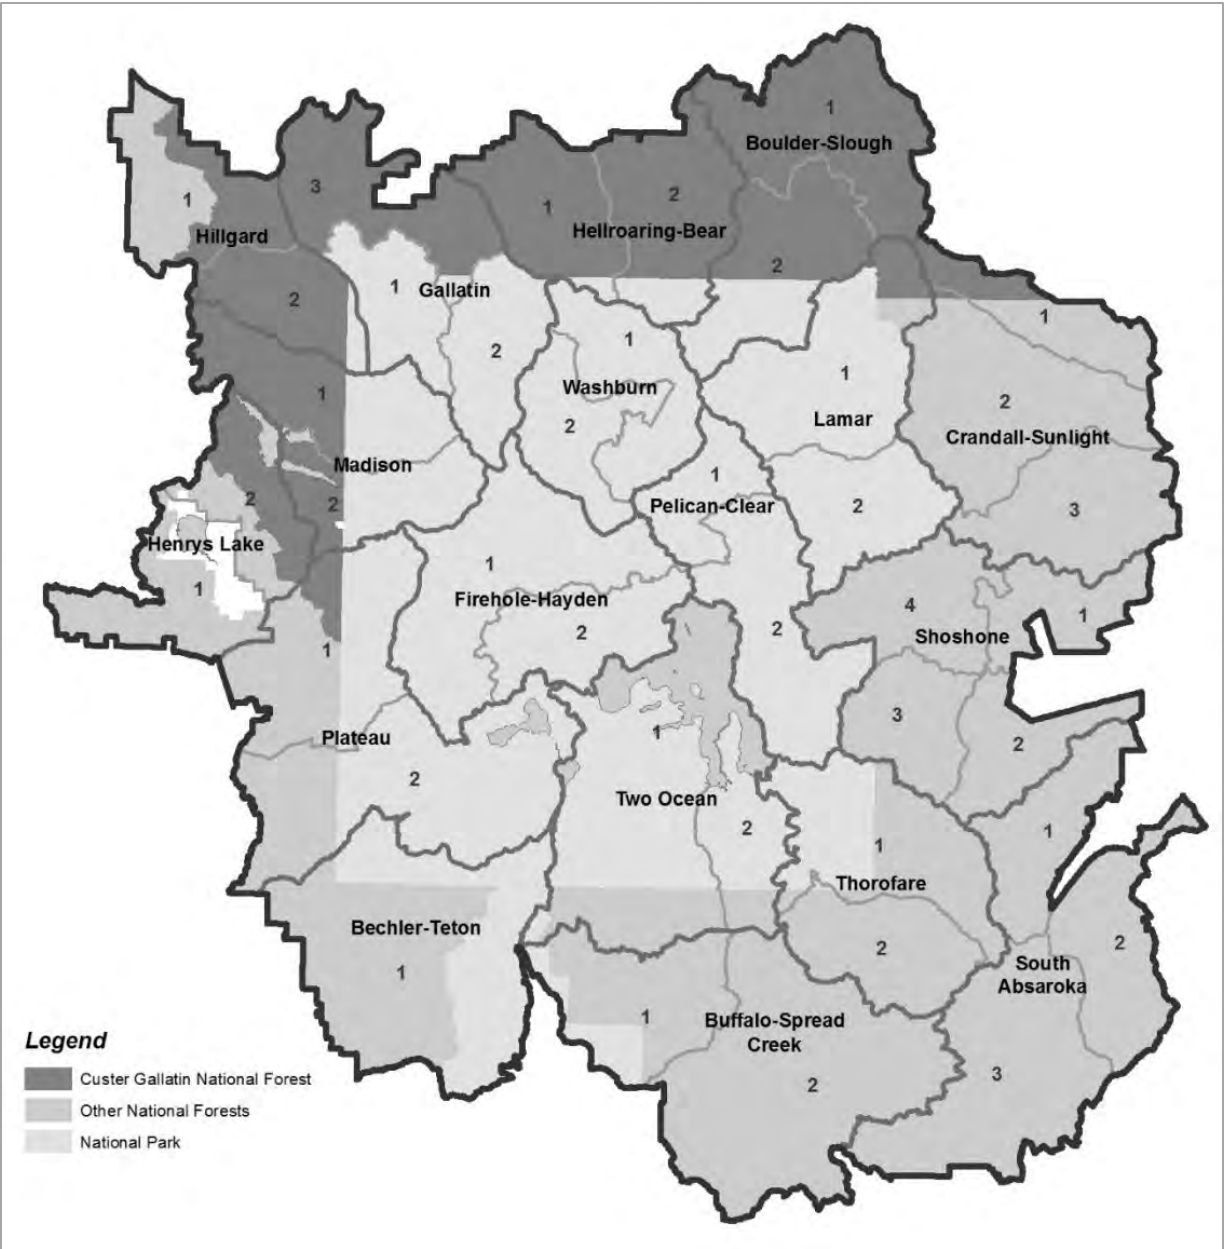 1
Boulder-Slough
3
1
Hillgard
1
2
Hellroaring-Bear
2
2
1
Gallatin
2
1
Washburn
2
1
Lamar
2
1
2
Crandall-Sunlight
3
1
Madison
2
2
Henrys Lake
1
1
Pelican-Clear
2
1
Firehole-Hayden
2
4
Shoshone
1
3
2
1
Plateau
2
1
Two Ocean
2
1
Thorofare
2
1
South
Absaroka
2
3
Bechler-Teton
1
1
Buffalo-Spread
Creek
2
Legend
Custer Gallatin National Forest
Other National Forests
National Park